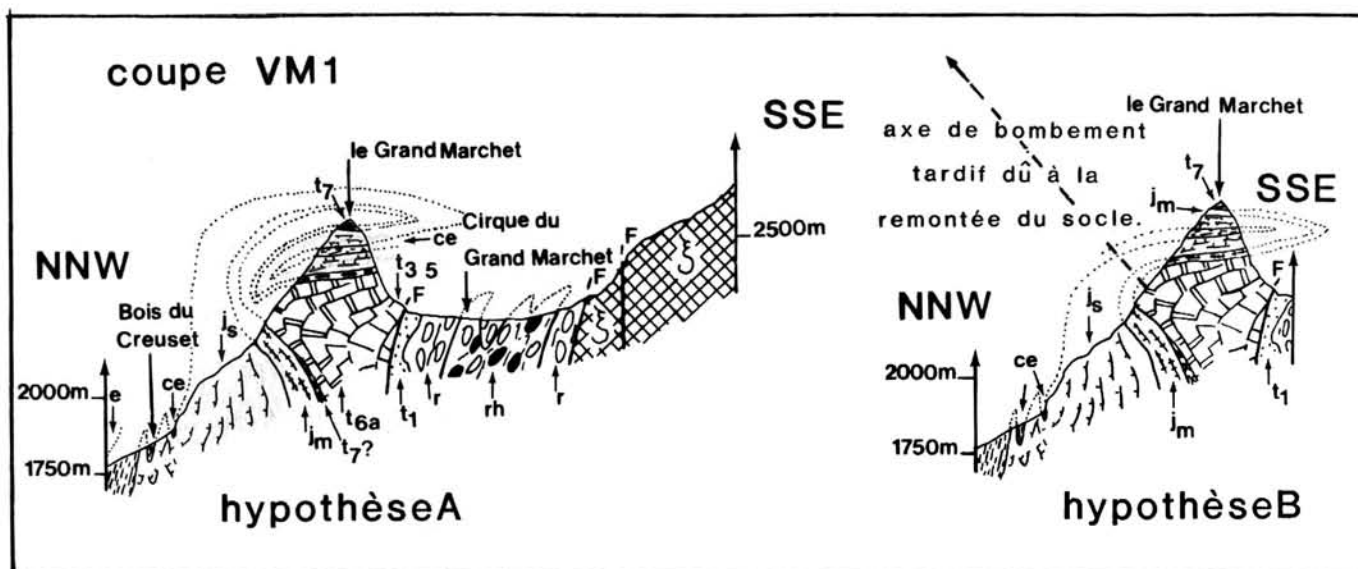 coupe VM1
SSE
le Grand Marchet
t7
Cirque du
ce
Grand Marchet
t3 5
F
F
F
2500m
NNW
Bois du
Creuset
js
ce
e
2000m
1750m
jm
t7?
t6a
t1
r
rh
r
ξ
ξ
hypothèseA
axe de bombement
tardif dû à la
remontée du socle.
le Grand Marchet
t7
jm
SSE
F
NNW
js
ce
2000m
1750m
jm
t1
hypothèseB